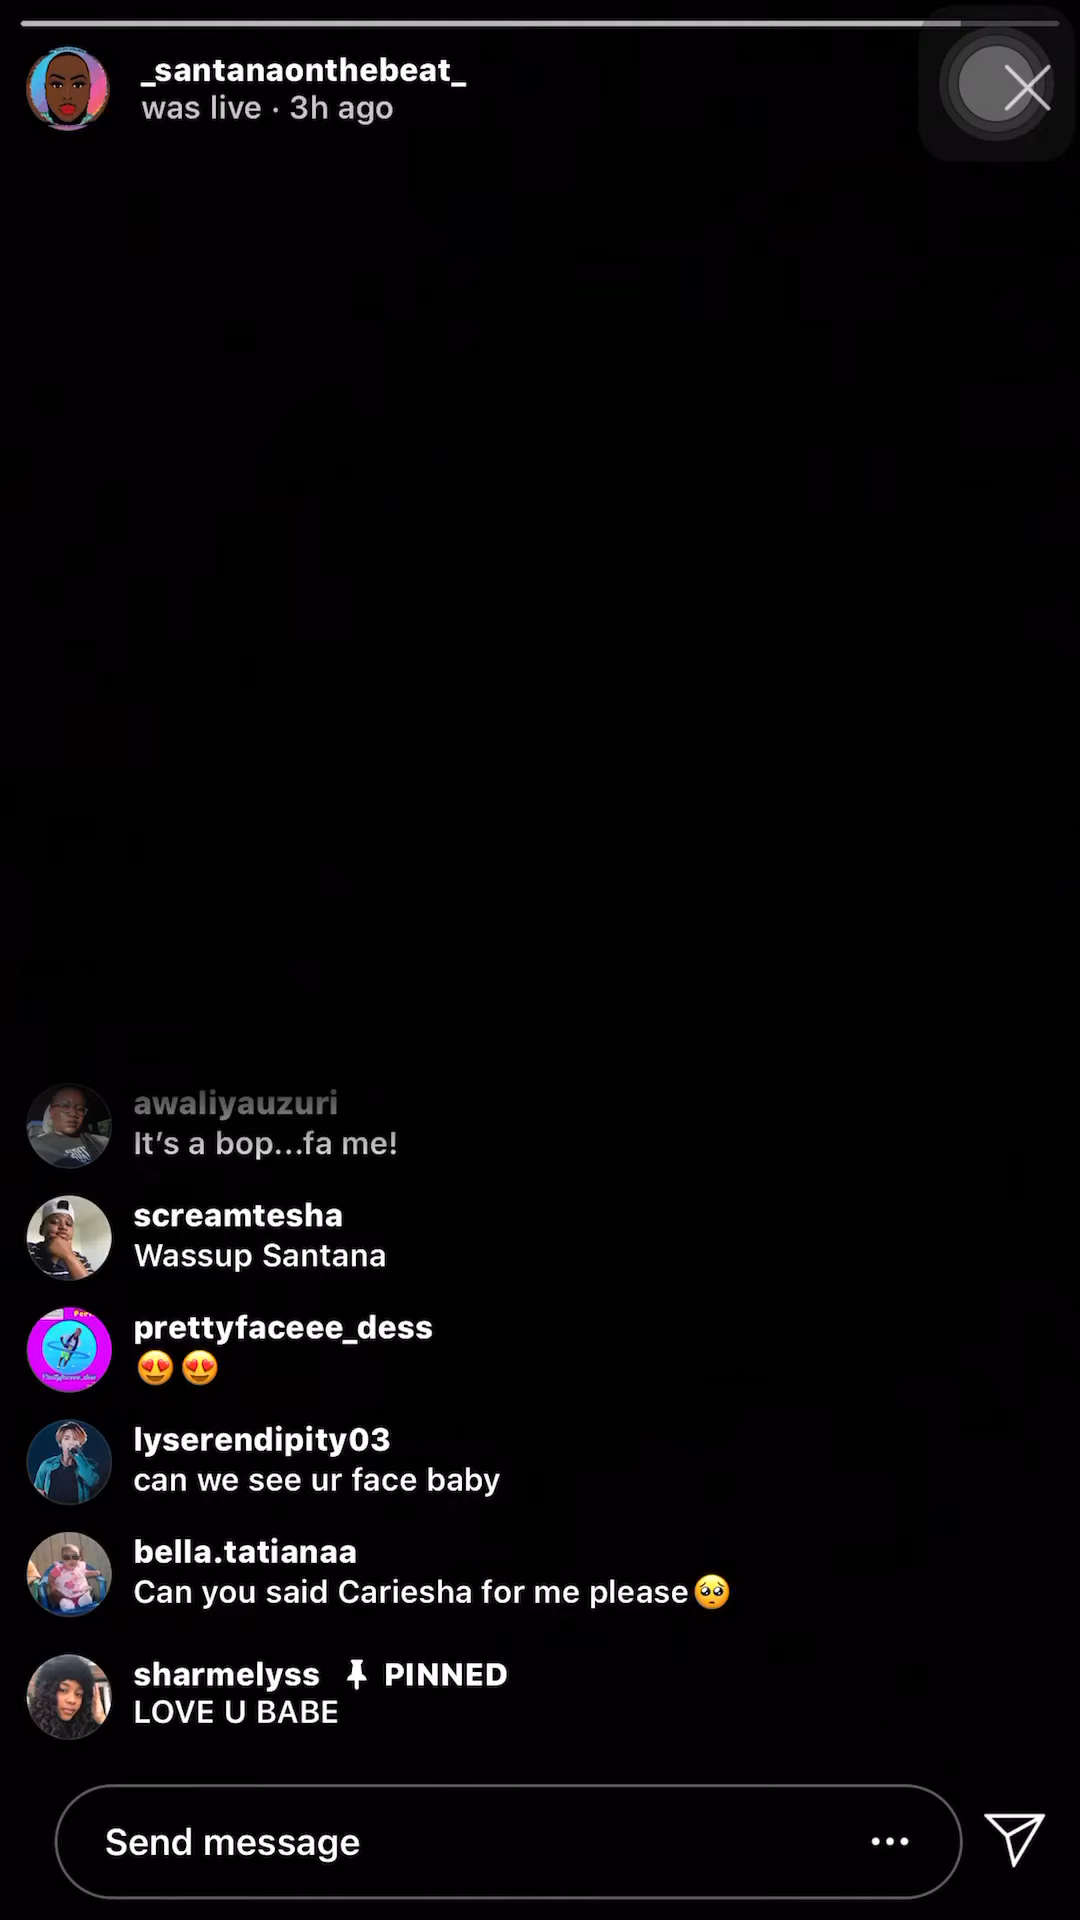 _santanaonthebeat_
was live · 3h ago
awaliyauzuri
It's a bop...fa me!
screamtesha
Wassup Santana
prettyfaceee_dess
😍😍
lyserendipity03
can we see ur face baby
bella.tatianaa
Can you said Cariesha for me please🥺
sharmelyss 📌 PINNED
LOVE U BABE
Send message